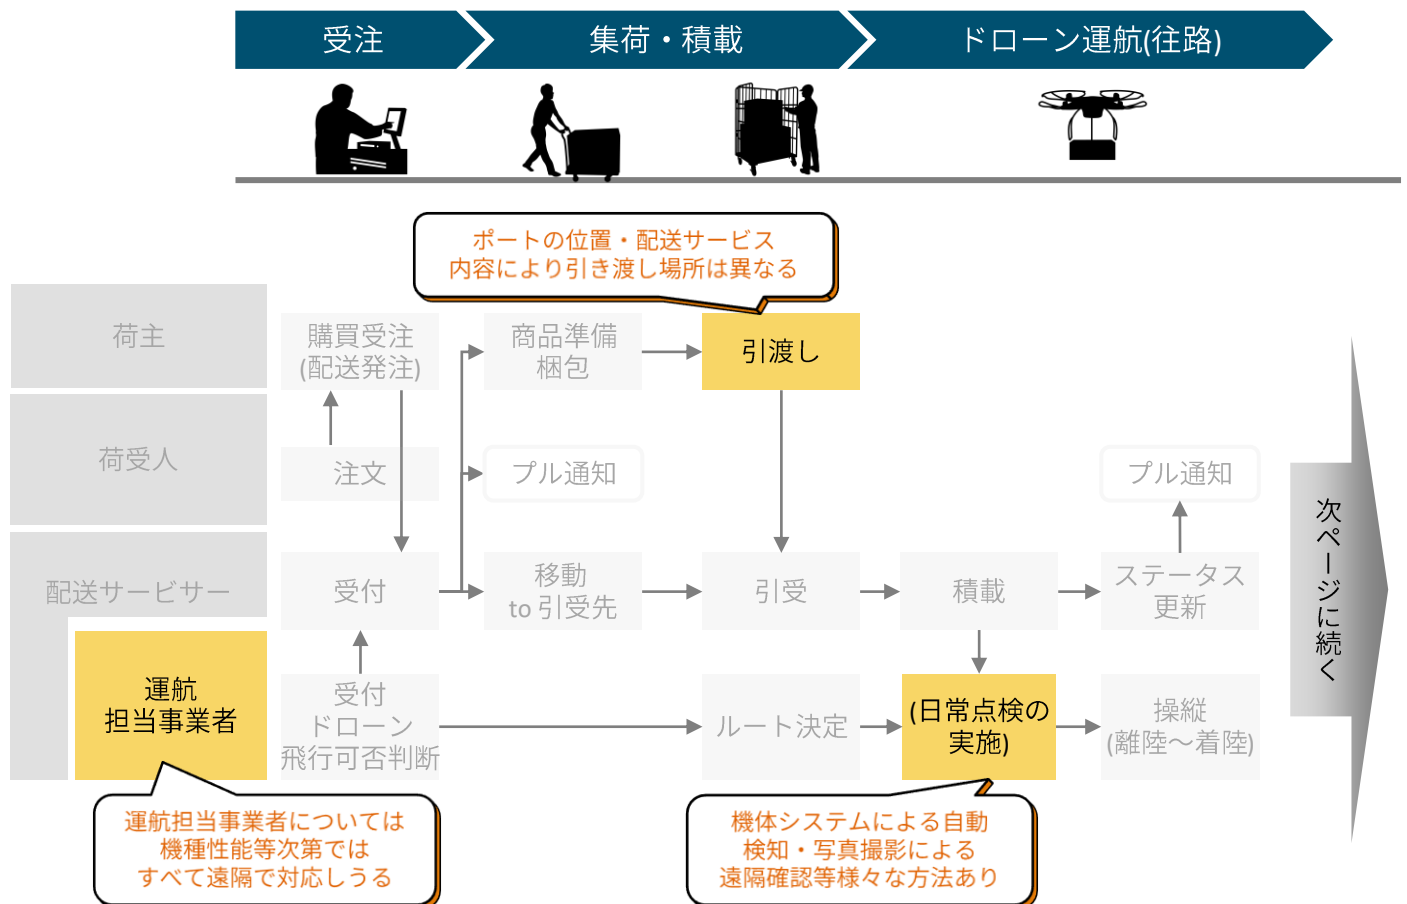 受注
集荷・積載
ドローン運航(往路)
ポートの位置・配送サービス
内容により引き渡し場所は異なる
荷主
購買受注
(配送発注)
商品準備
梱包
引渡し
荷受人
注文
プル通知
プル通知
配送サービサー
受付
移動
to 引受先
引受
積載
ステータス
更新
運航
担当事業者
受付
ドローン
飛行可否判断
ルート決定
(日常点検の
実施)
操縦
(離陸～着陸)
次ページに続く
運航担当事業者については
機種性能等次第では
すべて遠隔で対応しうる
機体システムによる自動
検知・写真撮影による
遠隔確認等様々な方法あり